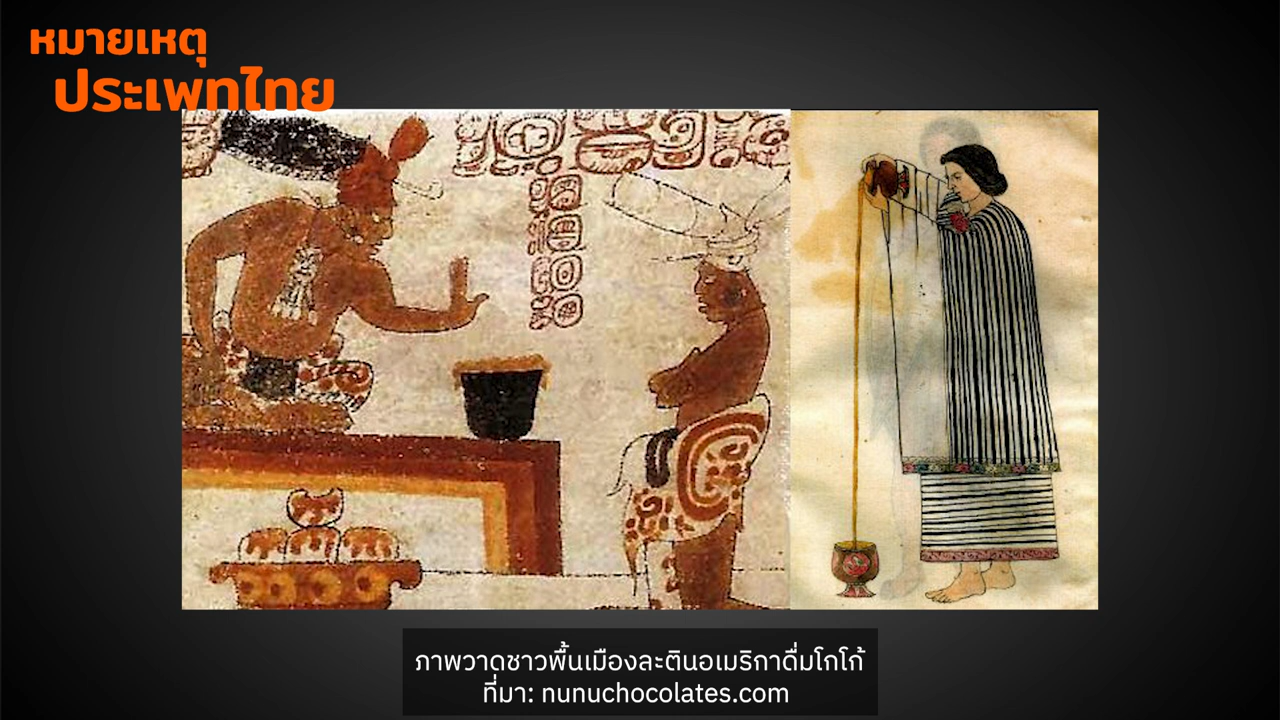 หมายเหตุ
ประเพทไทย
ภาพวาดชาวพื้นเมืองละตินอเมริกาดื่มโกโก้
ที่มา: nunuchocolates.com